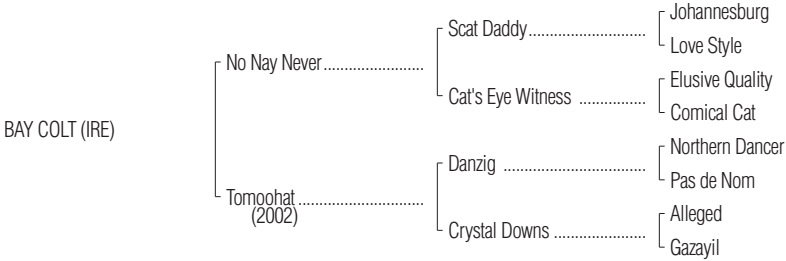 Johannesburg
Scat Daddy..............................
Love Style
No Nay Never.........................
Elusive Quality
Cat's Eye Witness .................
Comical Cat
BAY COLT (IRE)
Northern Dancer
Danzig ....................................
Pas de Nom
Tomoohat ...............................
(2002)
Alleged
Crystal Downs .......................
Gazayil